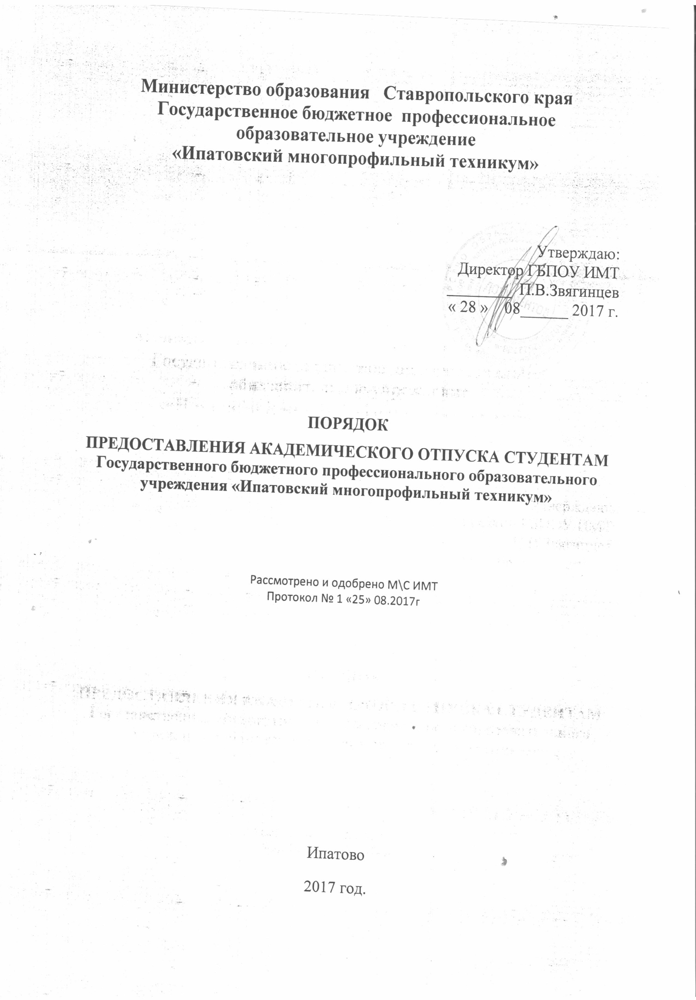 Министерство образования Ставропольского края
Государственное бюджетное профессиональное
образовательное учреждение
«Ипатовский многопрофильный техникум»
Утверждаю:
Директор ГБПОУ ИМТ
________ П.В.Звягинцев
« 28 » 08______ 2017 г.
ПОРЯДОК
ПРЕДОСТАВЛЕНИЯ АКАДЕМИЧЕСКОГО ОТПУСКА СТУДЕНТАМ
Государственного бюджетного профессионального образовательного
учреждения «Ипатовский многопрофильный техникум»
Рассмотрено и одобрено М\С ИМТ
Протокол № 1 «25» 08.2017г
Ипатово
2017 год.